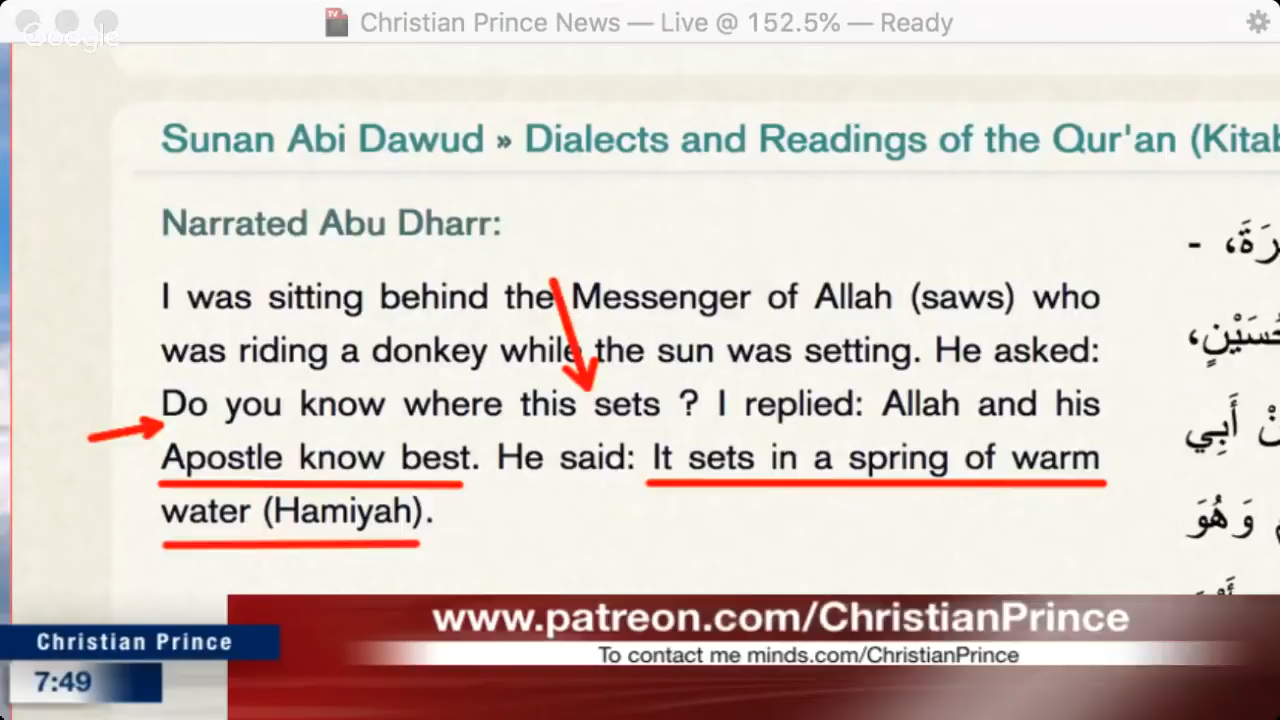 Christian Prince News — Live @ 152.5% — Ready
Google
Sunan Abi Dawud » Dialects and Readings of the Qur'an (Kitab
Narrated Abu Dharr:
I was sitting behind the Messenger of Allah (saws) who
was riding a donkey while the sun was setting. He asked:
Do you know where this sets ? I replied: Allah and his
Apostle know best. He said: It sets in a spring of warm
water (Hamiyah).
حُسَيْنٍ،
أَبِي
وَهُوَ
www.patreon.com/ChristianPrince
To contact me minds.com/ChristianPrince
Christian Prince
7:49